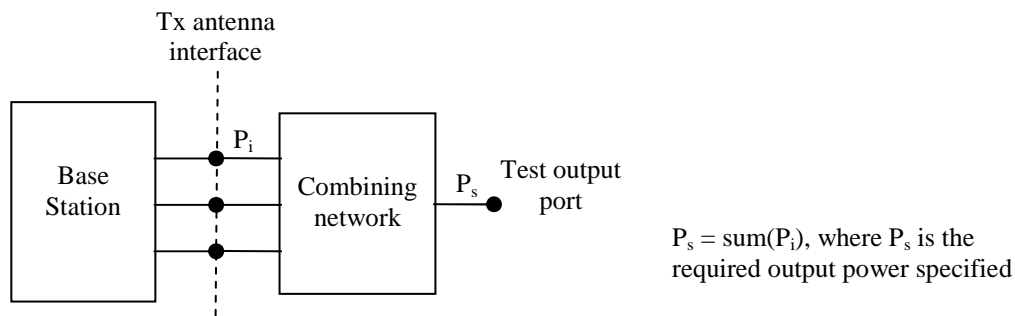 Tx antenna
interface
Base
Station
P_i
Combining
network
P_s
Test output
port
P_s = sum(P_i), where P_s is the
required output power specified